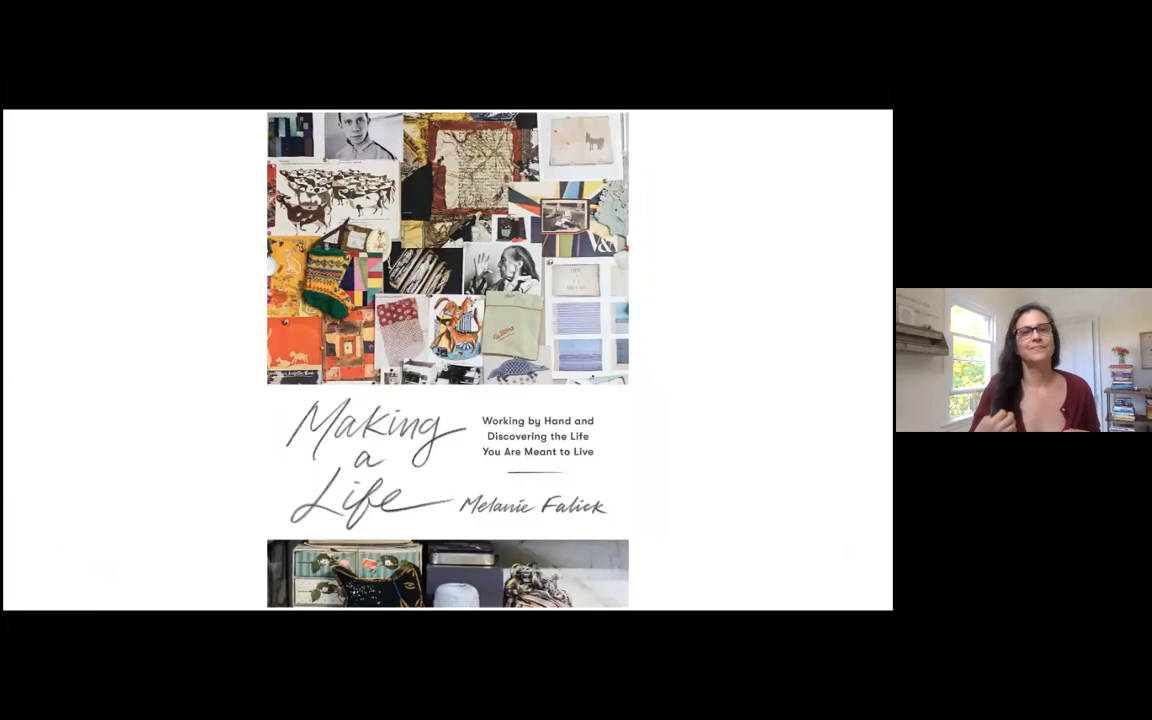 V&
Making
a
Life
Working by Hand and
Discovering the Life
You Are Meant to Live
Melanie Falick